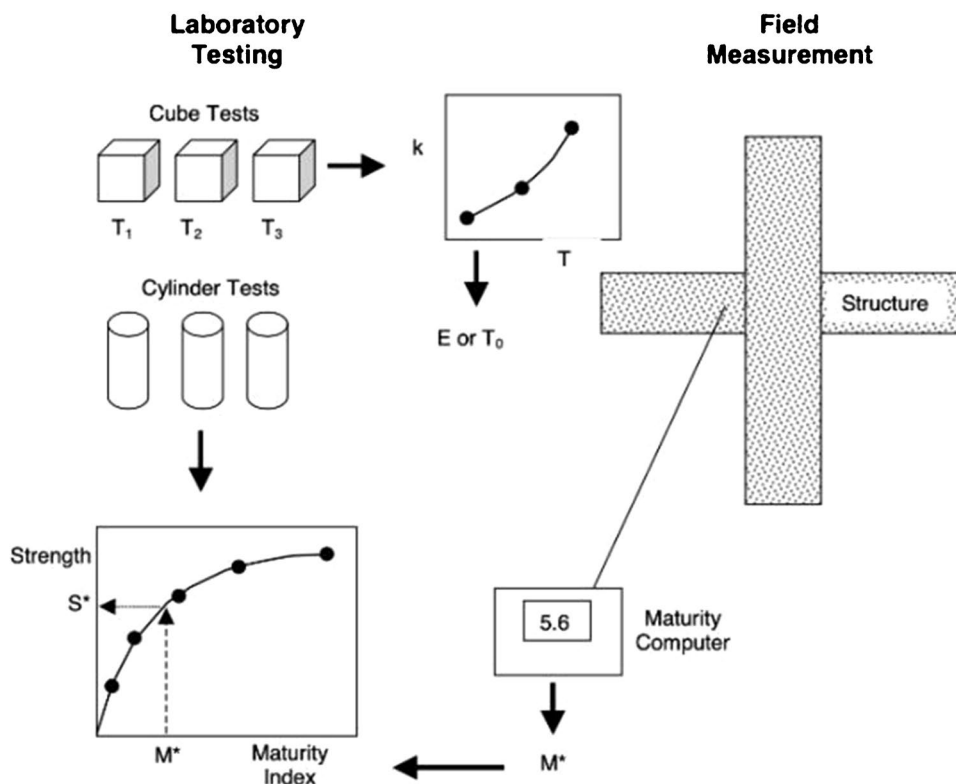 Laboratory
Testing
Field
Measurement
Cube Tests
k
T₁ T₂ T₃
T
Cylinder Tests
E or T₀
Structure
Strength
S*
5.6
Maturity
Computer
M*
Maturity
Index
M*